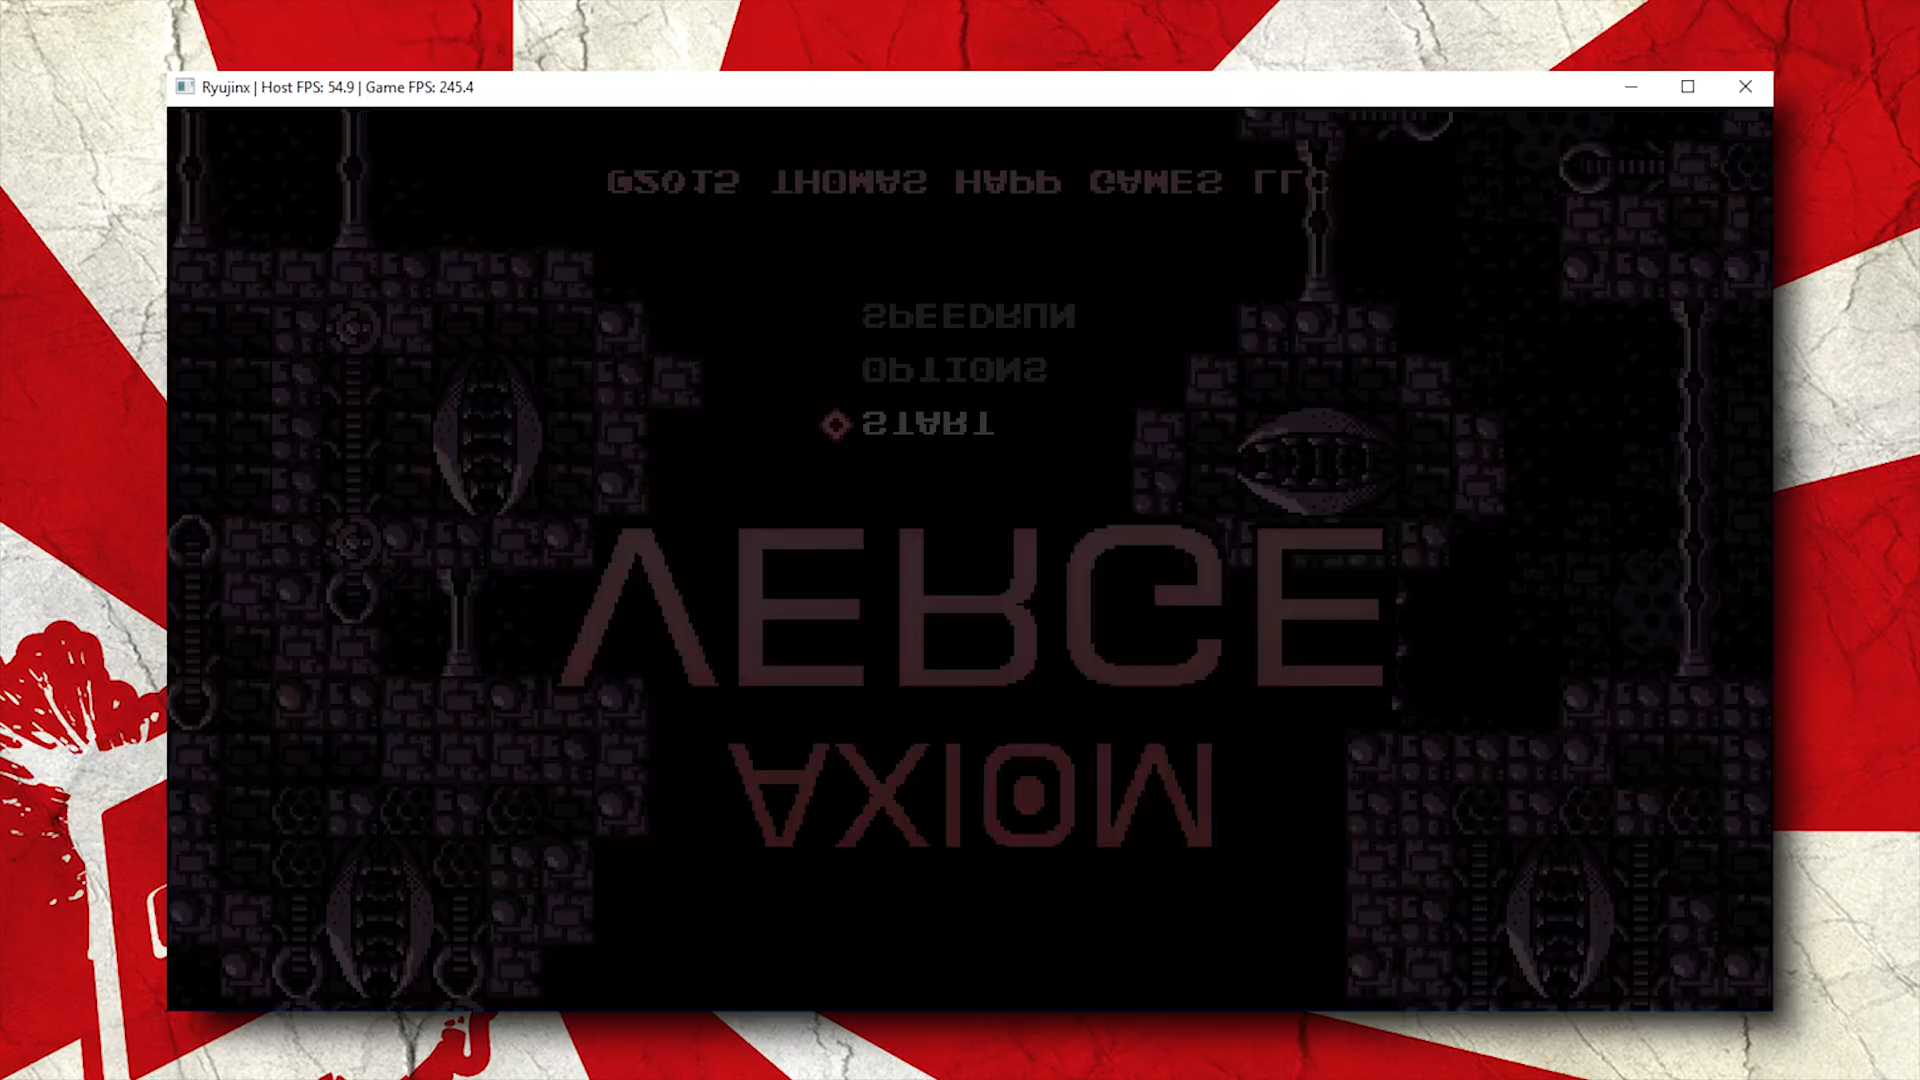 Ryujinx | Host FPS: 54.9 | Game FPS: 245.4
©2015 THOMAS HAPP GAMES LLC
SPEEDRUN
OPTIONS
START
VERGE
AXIOM